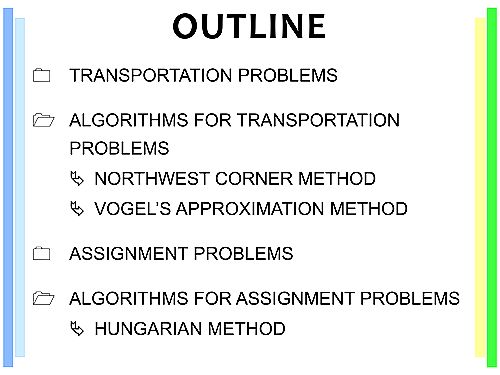 OUTLINE
TRANSPORTATION PROBLEMS
ALGORITHMS FOR TRANSPORTATION
PROBLEMS
NORTHWEST CORNER METHOD
VOGEL'S APPROXIMATION METHOD
ASSIGNMENT PROBLEMS
ALGORITHMS FOR ASSIGNMENT PROBLEMS
HUNGARIAN METHOD